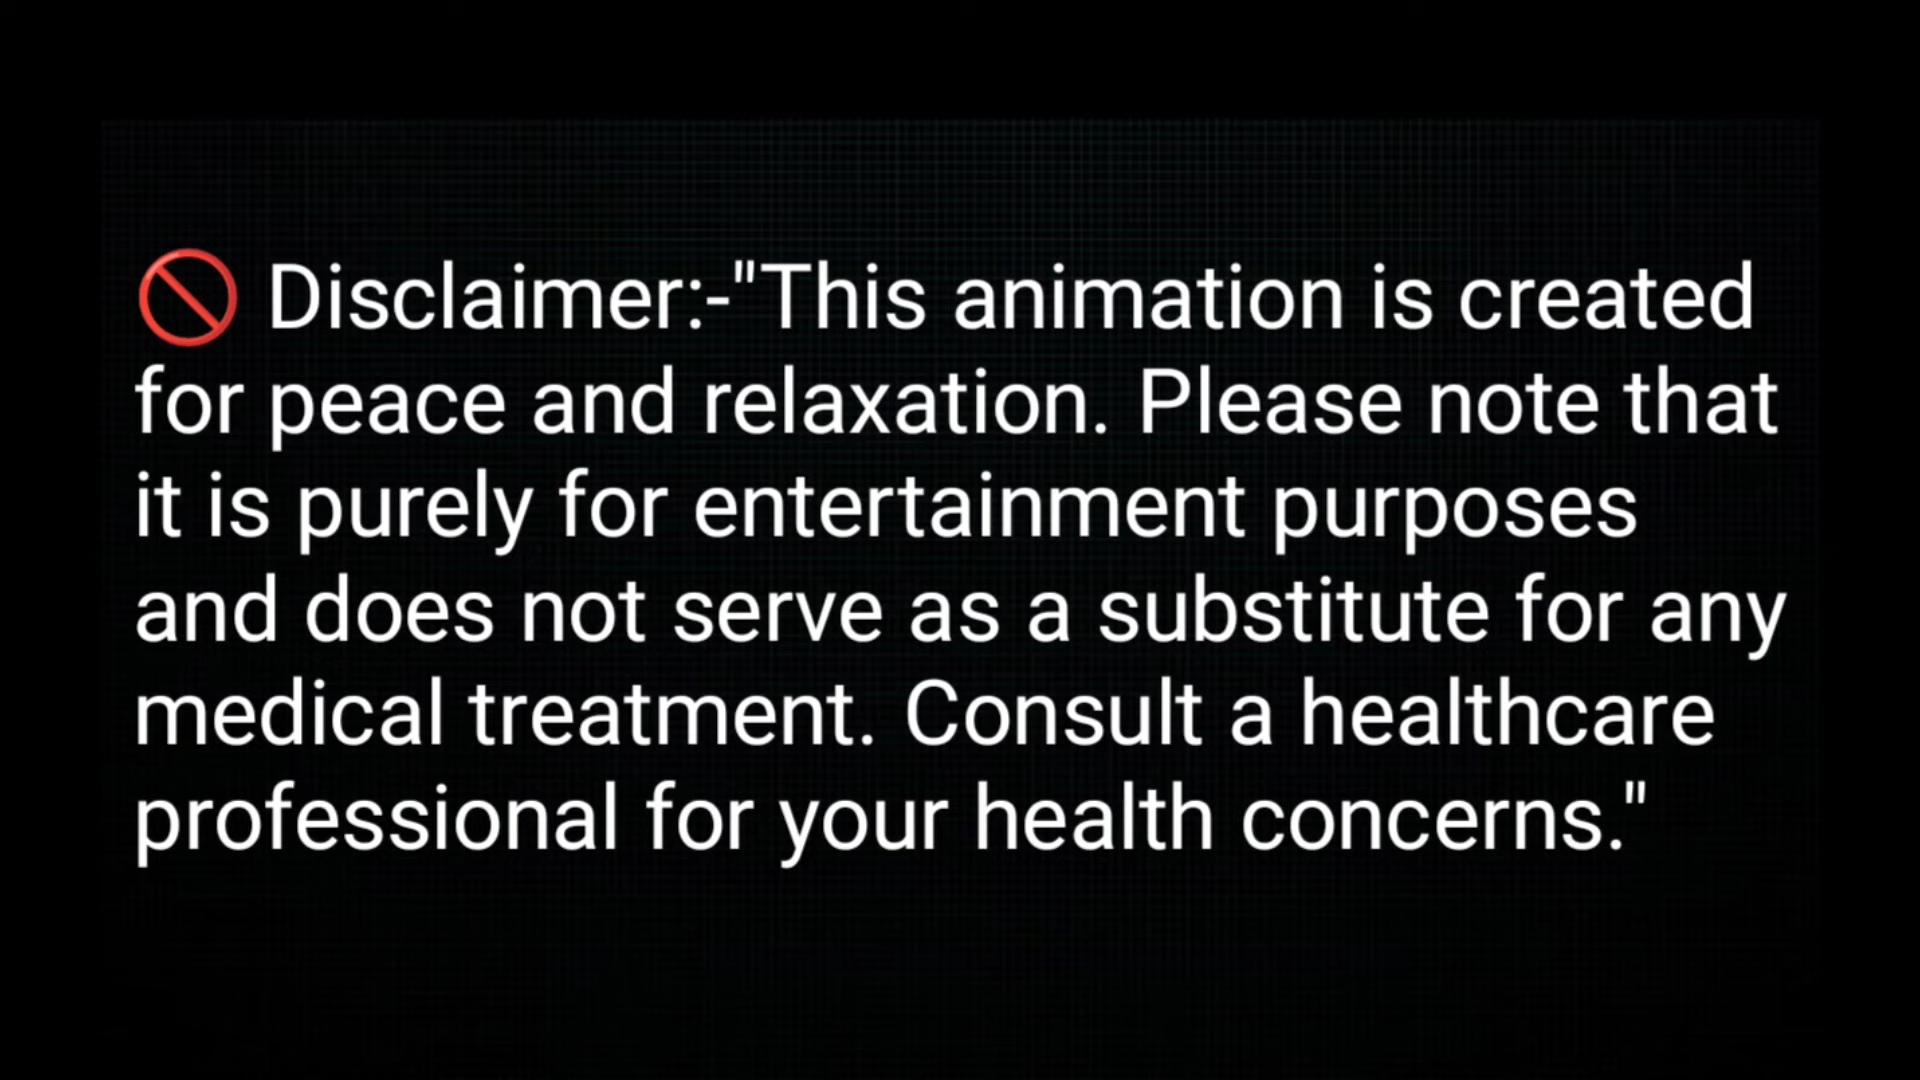 🚫 Disclaimer:-"This animation is created
for peace and relaxation. Please note that
it is purely for entertainment purposes
and does not serve as a substitute for any
medical treatment. Consult a healthcare
professional for your health concerns."